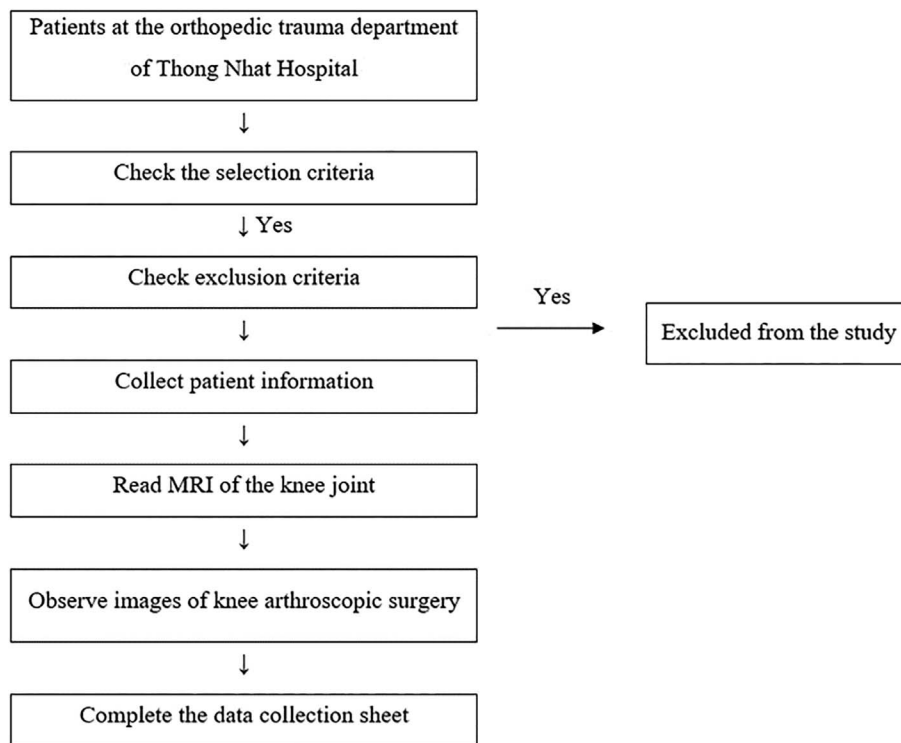 Patients at the orthopedic trauma department
of Thong Nhat Hospital
↓
Check the selection criteria
↓ Yes
Check exclusion criteria
Yes
Excluded from the study
↓
Collect patient information
↓
Read MRI of the knee joint
↓
Observe images of knee arthroscopic surgery
↓
Complete the data collection sheet